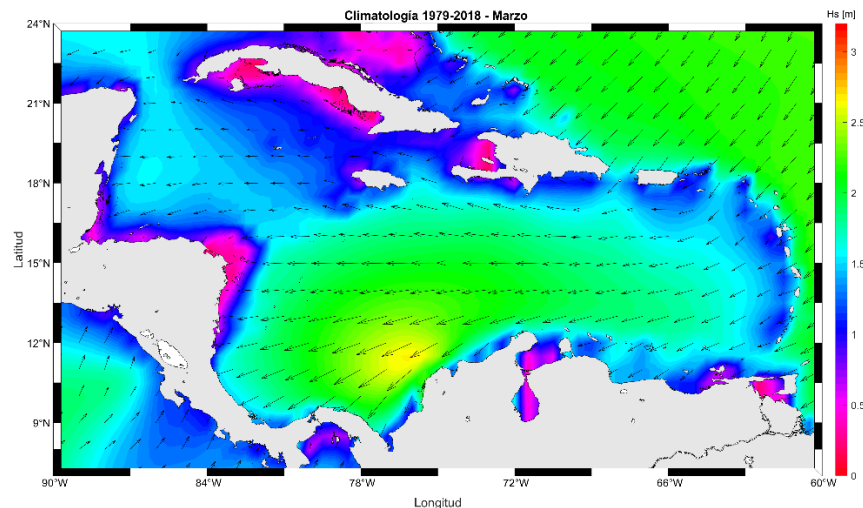 Climatología 1979-2018 - Marzo
Hs [m]
24°N
21°N
18°N
15°N
12°N
9°N
Latitud
90°W
84°W
78°W
72°W
66°W
60°W
Longitud
3
2.5
2
1.5
1
0.5
0